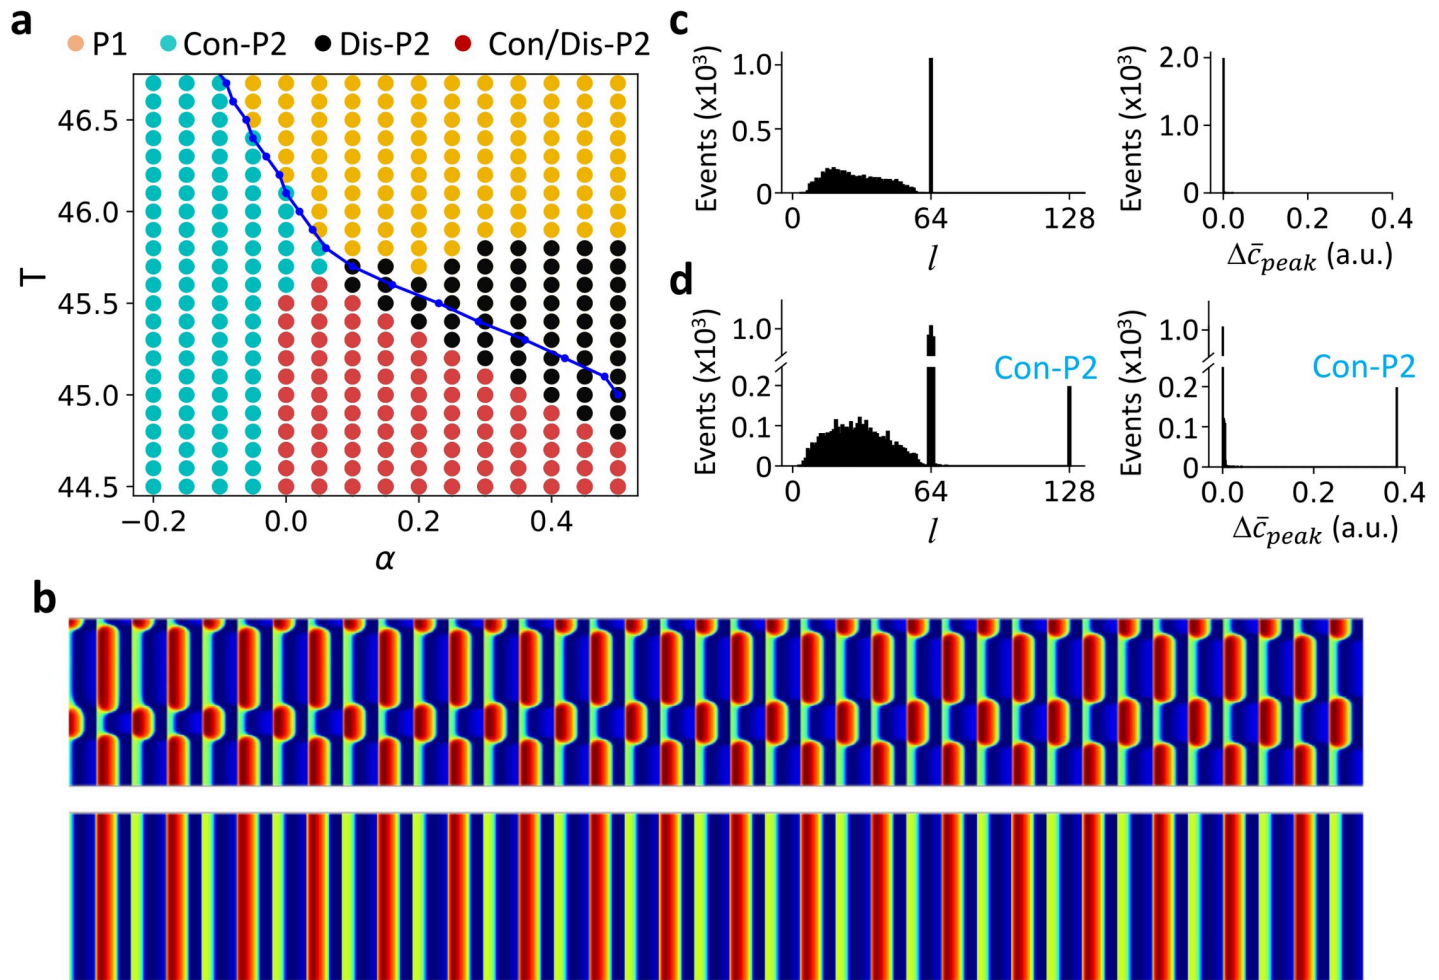 a
P1 Con-P2 Dis-P2 Con/Dis-P2
46.5
46.0
45.5
45.0
44.5
T
−0.2 0.0 0.2 0.4
α
c
Events (x10³)
1.0
0.5
0
0 64 128
l
Events (x10³)
2.0
1.0
0
0.0 0.2 0.4
Δc̄peak (a.u.)
d
Events (x10³)
1.0
0.2
0.1
0
Con-P2
0 64 128
l
Events (x10³)
1.0
0.2
0.1
0
Con-P2
0.0 0.2 0.4
Δc̄peak (a.u.)
b